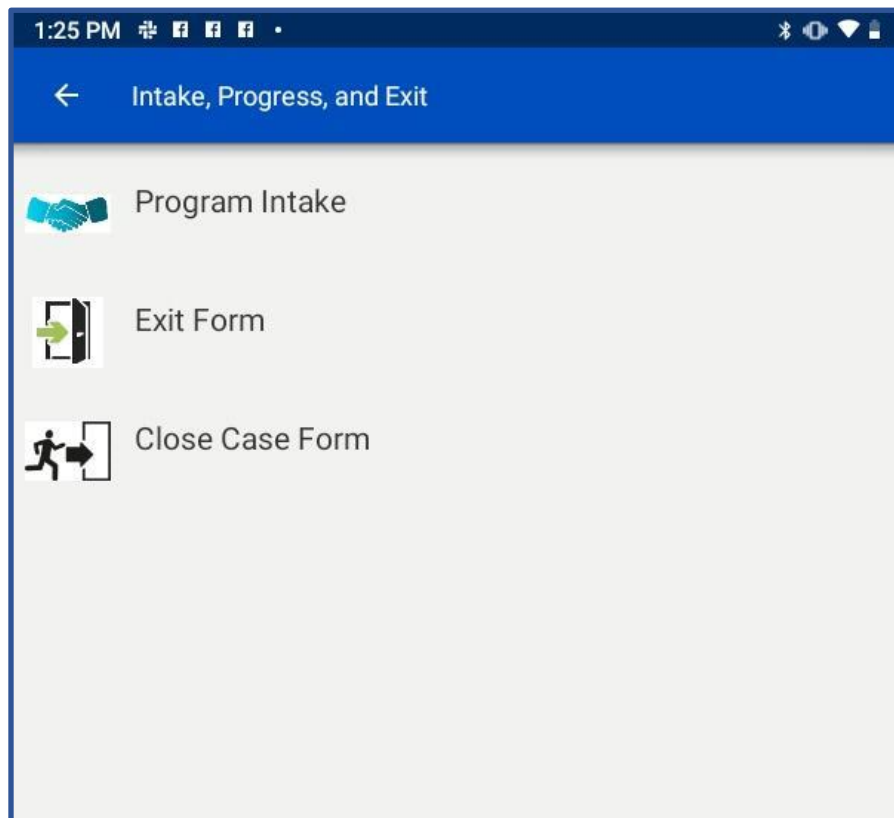 1:25 PM
Intake, Progress, and Exit
Program Intake
Exit Form
Close Case Form